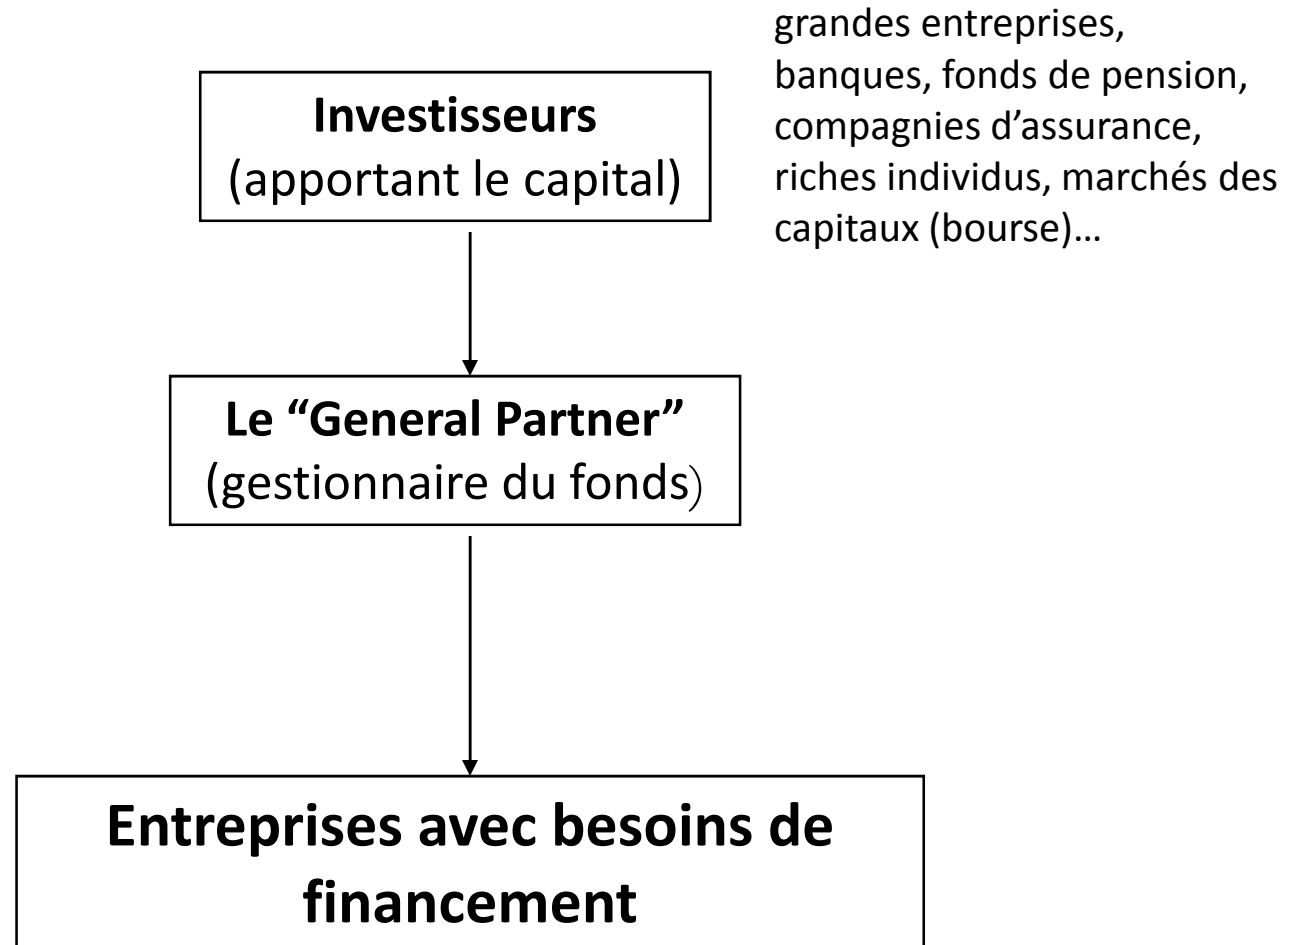 grandes entreprises,
banques, fonds de pension,
compagnies d’assurance,
riches individus, marchés des
capitaux (bourse)…
Investisseurs
(apportant le capital)
Le “General Partner”
(gestionnaire du fonds)
Entreprises avec besoins de
financement